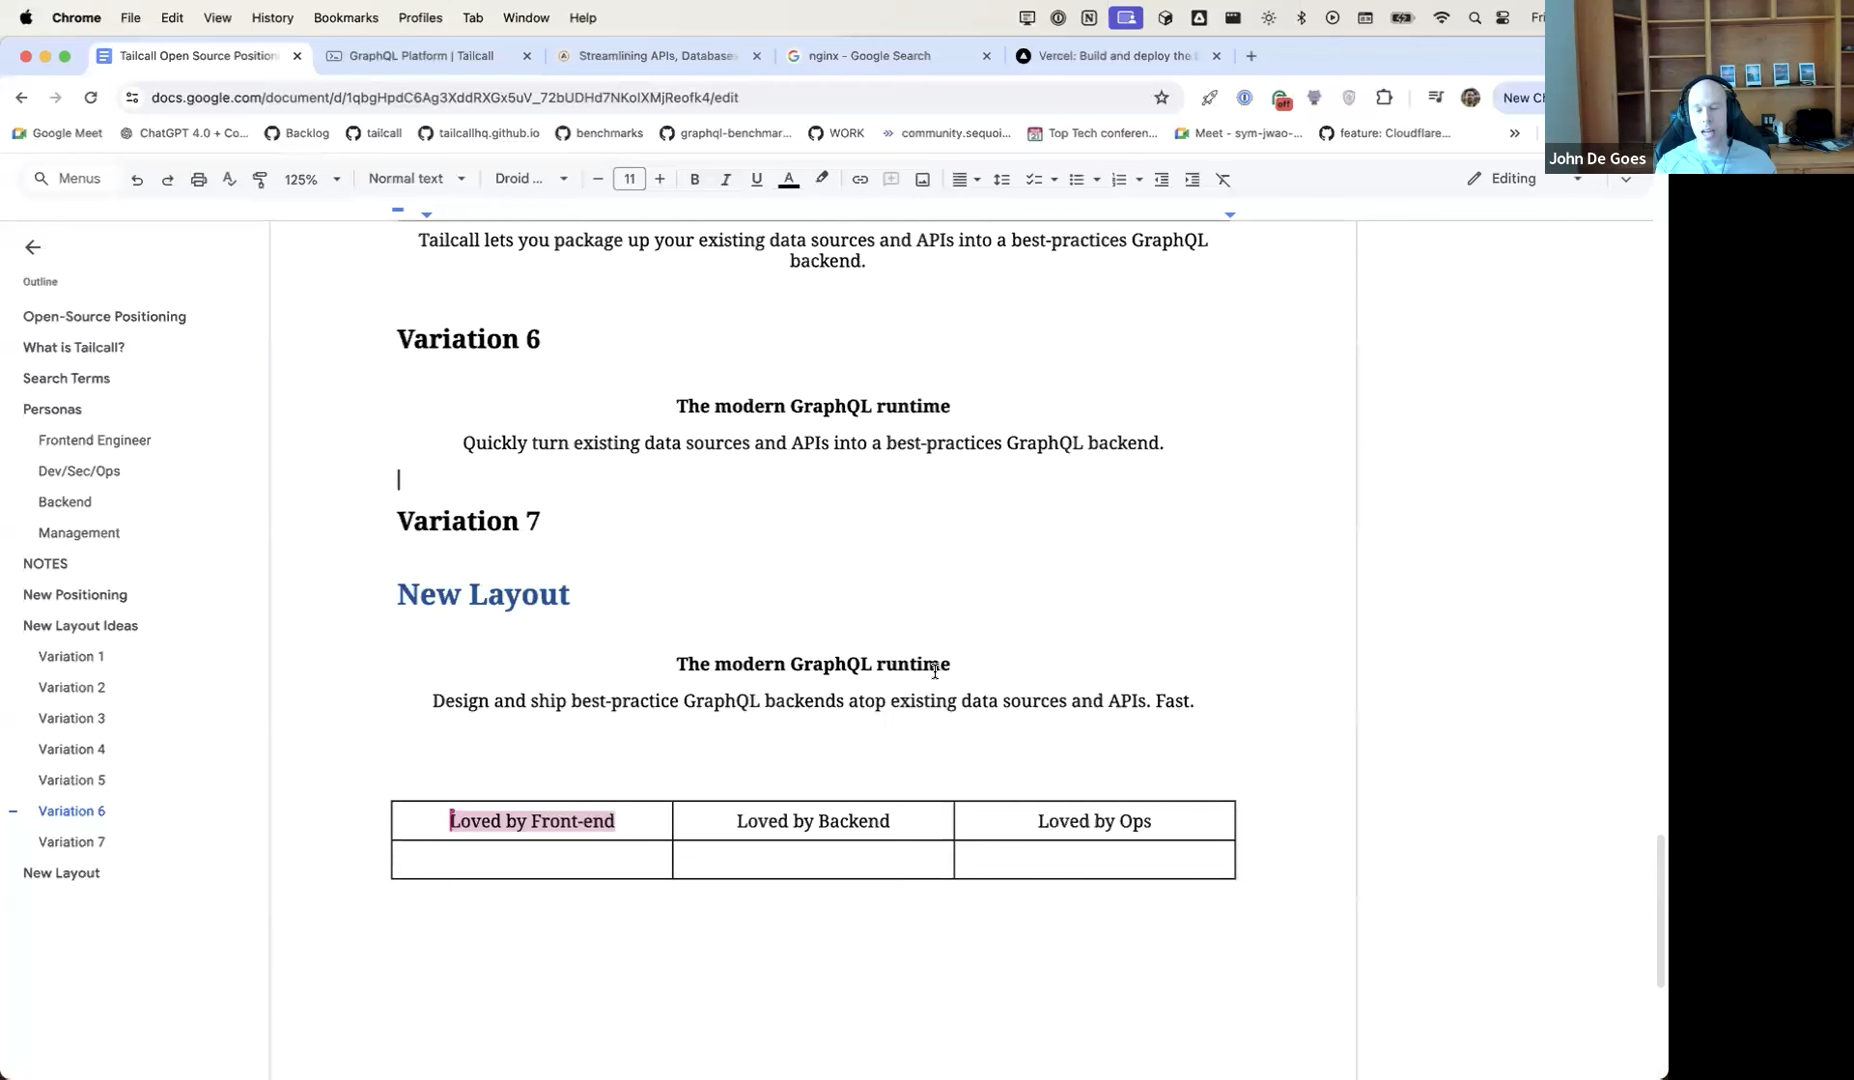 Chrome File Edit View History Bookmarks Profiles Tab Window Help
Tailcall Open Source Position
GraphQL Platform | Tailcall
Streamlining APIs, Databases
nginx - Google Search
Vercel: Build and deploy the
docs.google.com/document/d/1qbgHpdC6Ag3XddRXGx5uV_72bUDHd7NKolXMjReofk4/edit
off
New Ch
Google Meet
ChatGPT 4.0 + Co...
Backlog
tailcall
tailcallhq.github.io
benchmarks
graphql-benchmar...
WORK
community.sequoi...
Top Tech conferen...
Meet - sym-jwao-...
feature: Cloudflare...
John De Goes
Menus
125%
Normal text
Droid ...
11
Editing
Outline
Open-Source Positioning
What is Tailcall?
Search Terms
Personas
Frontend Engineer
Dev/Sec/Ops
Backend
Management
NOTES
New Positioning
New Layout Ideas
Variation 1
Variation 2
Variation 3
Variation 4
Variation 5
Variation 6
Variation 7
New Layout
Tailcall lets you package up your existing data sources and APIs into a best-practices GraphQL
backend.
Variation 6
The modern GraphQL runtime
Quickly turn existing data sources and APIs into a best-practices GraphQL backend.
Variation 7
New Layout
The modern GraphQL runtime
Design and ship best-practice GraphQL backends atop existing data sources and APIs. Fast.
Loved by Front-end
Loved by Backend
Loved by Ops